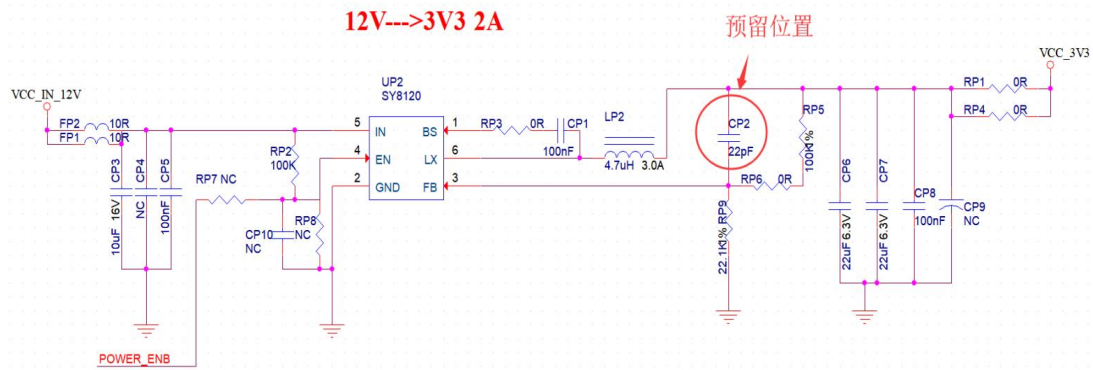 12V--->3V3 2A
预留位置
VCC_3V3
VCC_IN_12V
UP2
SY8120
RP1 0R
RP4 0R
FP2 10R
FP1 10R
5 IN
4 EN
2 GND
BS 1
LX 6
FB 3
RP3 0R
CP1
100nF
LP2
4.7uH 3.0A
CP2
22pF
RP5
100K1%
RP6 0R
RP9
22.1K1%
CP3
10uF 16V
CP4
NC
CP5
100nF
RP2
100K
RP7 NC
RP8
NC
CP10
NC
CP6
22uF 6.3V
CP7
22uF 6.3V
CP8
100nF
CP9
NC
POWER_ENB